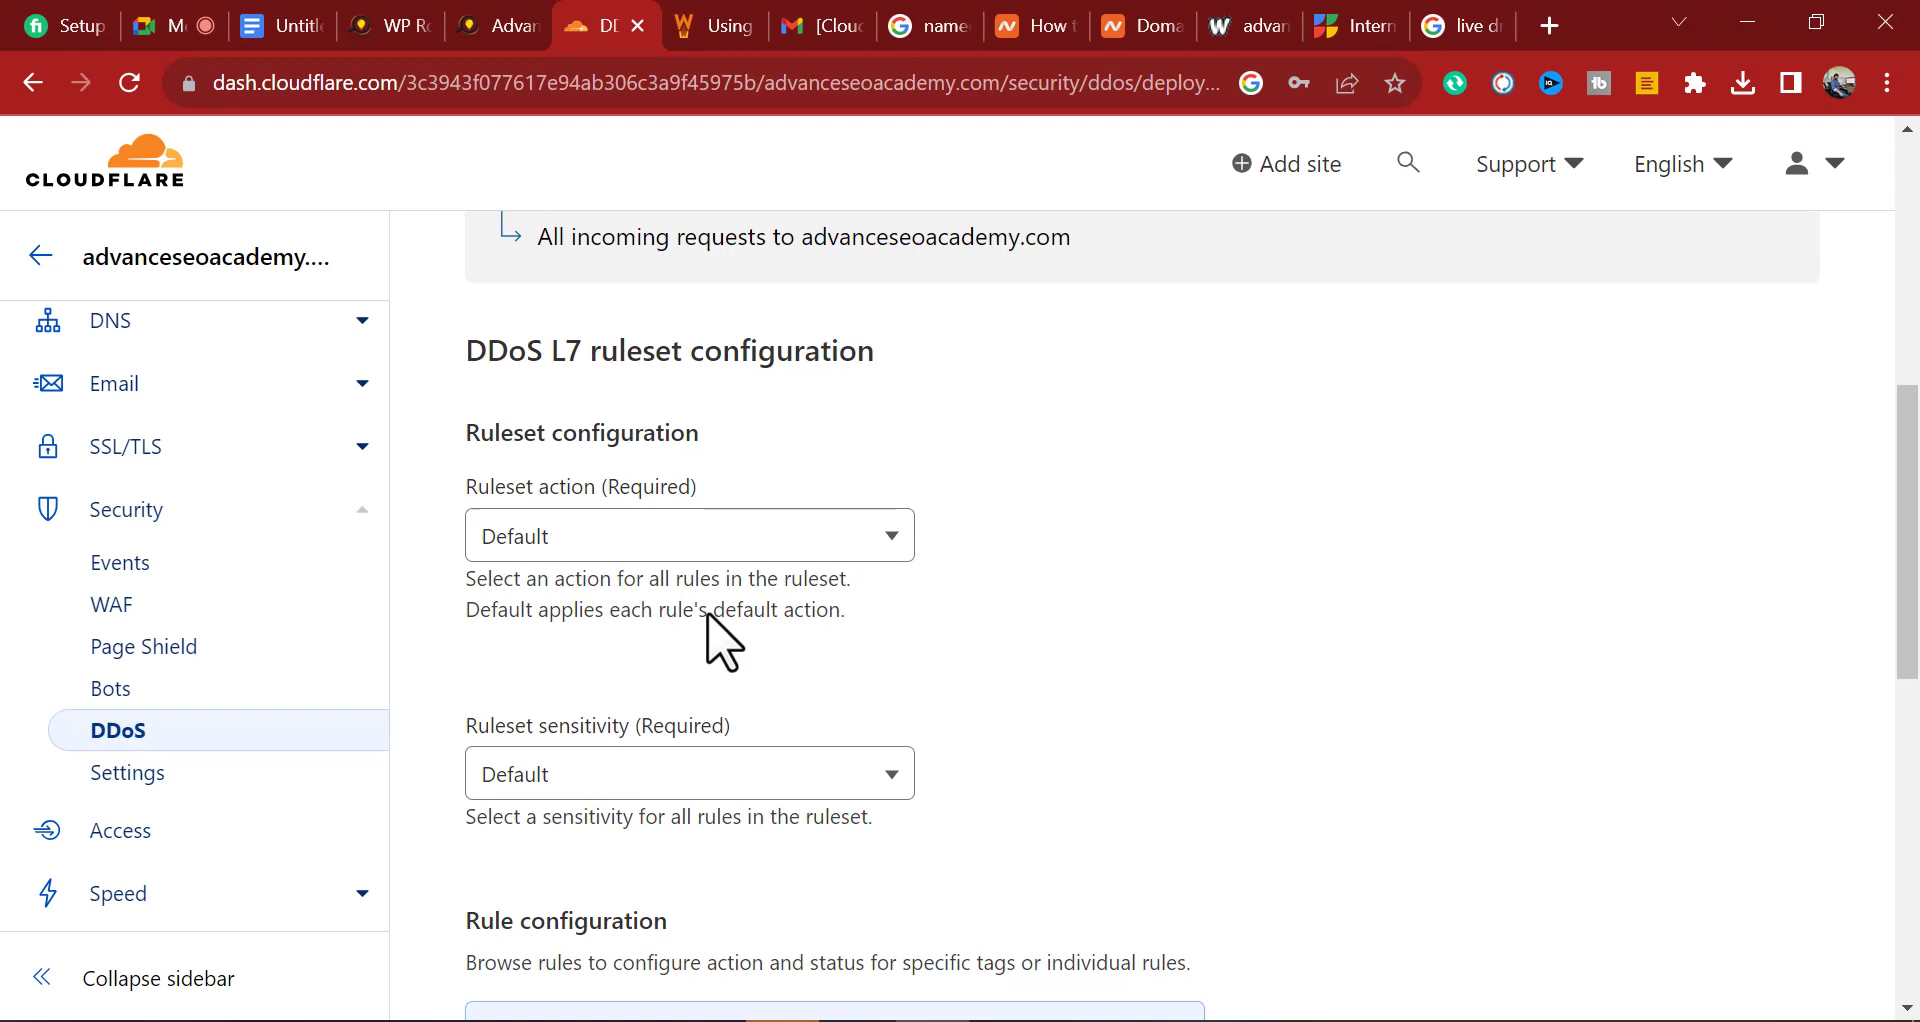 Setup
M
Untitl
WP Ro
Advan
DD
Using
[Clou
name
How t
Doma
advan
Intern
live dr
dash.cloudflare.com/3c3943f077617e94ab306c3a9f45975b/advanceseoacademy.com/security/ddos/deploy...
CLOUDFLARE
Add site
Support
English
advanceseoacademy....
DNS
Email
SSL/TLS
Security
Events
WAF
Page Shield
Bots
DDoS
Settings
Access
Speed
Collapse sidebar
All incoming requests to advanceseoacademy.com
DDoS L7 ruleset configuration
Ruleset configuration
Ruleset action (Required)
Default
Select an action for all rules in the ruleset.
Default applies each rule's default action.
Ruleset sensitivity (Required)
Default
Select a sensitivity for all rules in the ruleset.
Rule configuration
Browse rules to configure action and status for specific tags or individual rules.